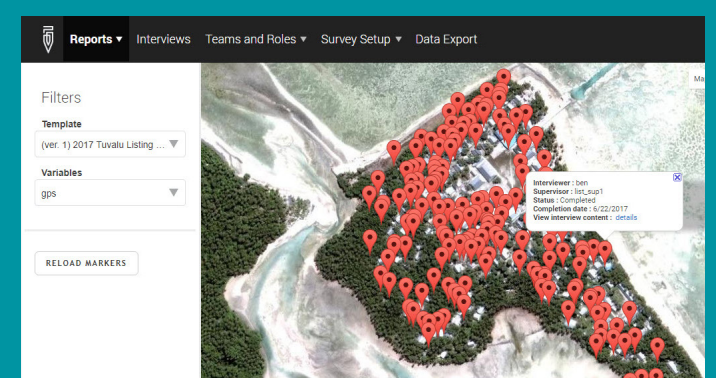 Reports ▾ Interviews Teams and Roles ▾ Survey Setup ▾ Data Export
Filters
Template
(ver. 1) 2017 Tuvalu Listing ...
Variables
gps
RELOAD MARKERS
Ma
Interviewer : ben
Supervisor : list_sup1
Status : Completed
Completion date : 6/22/2017
View interview content : details